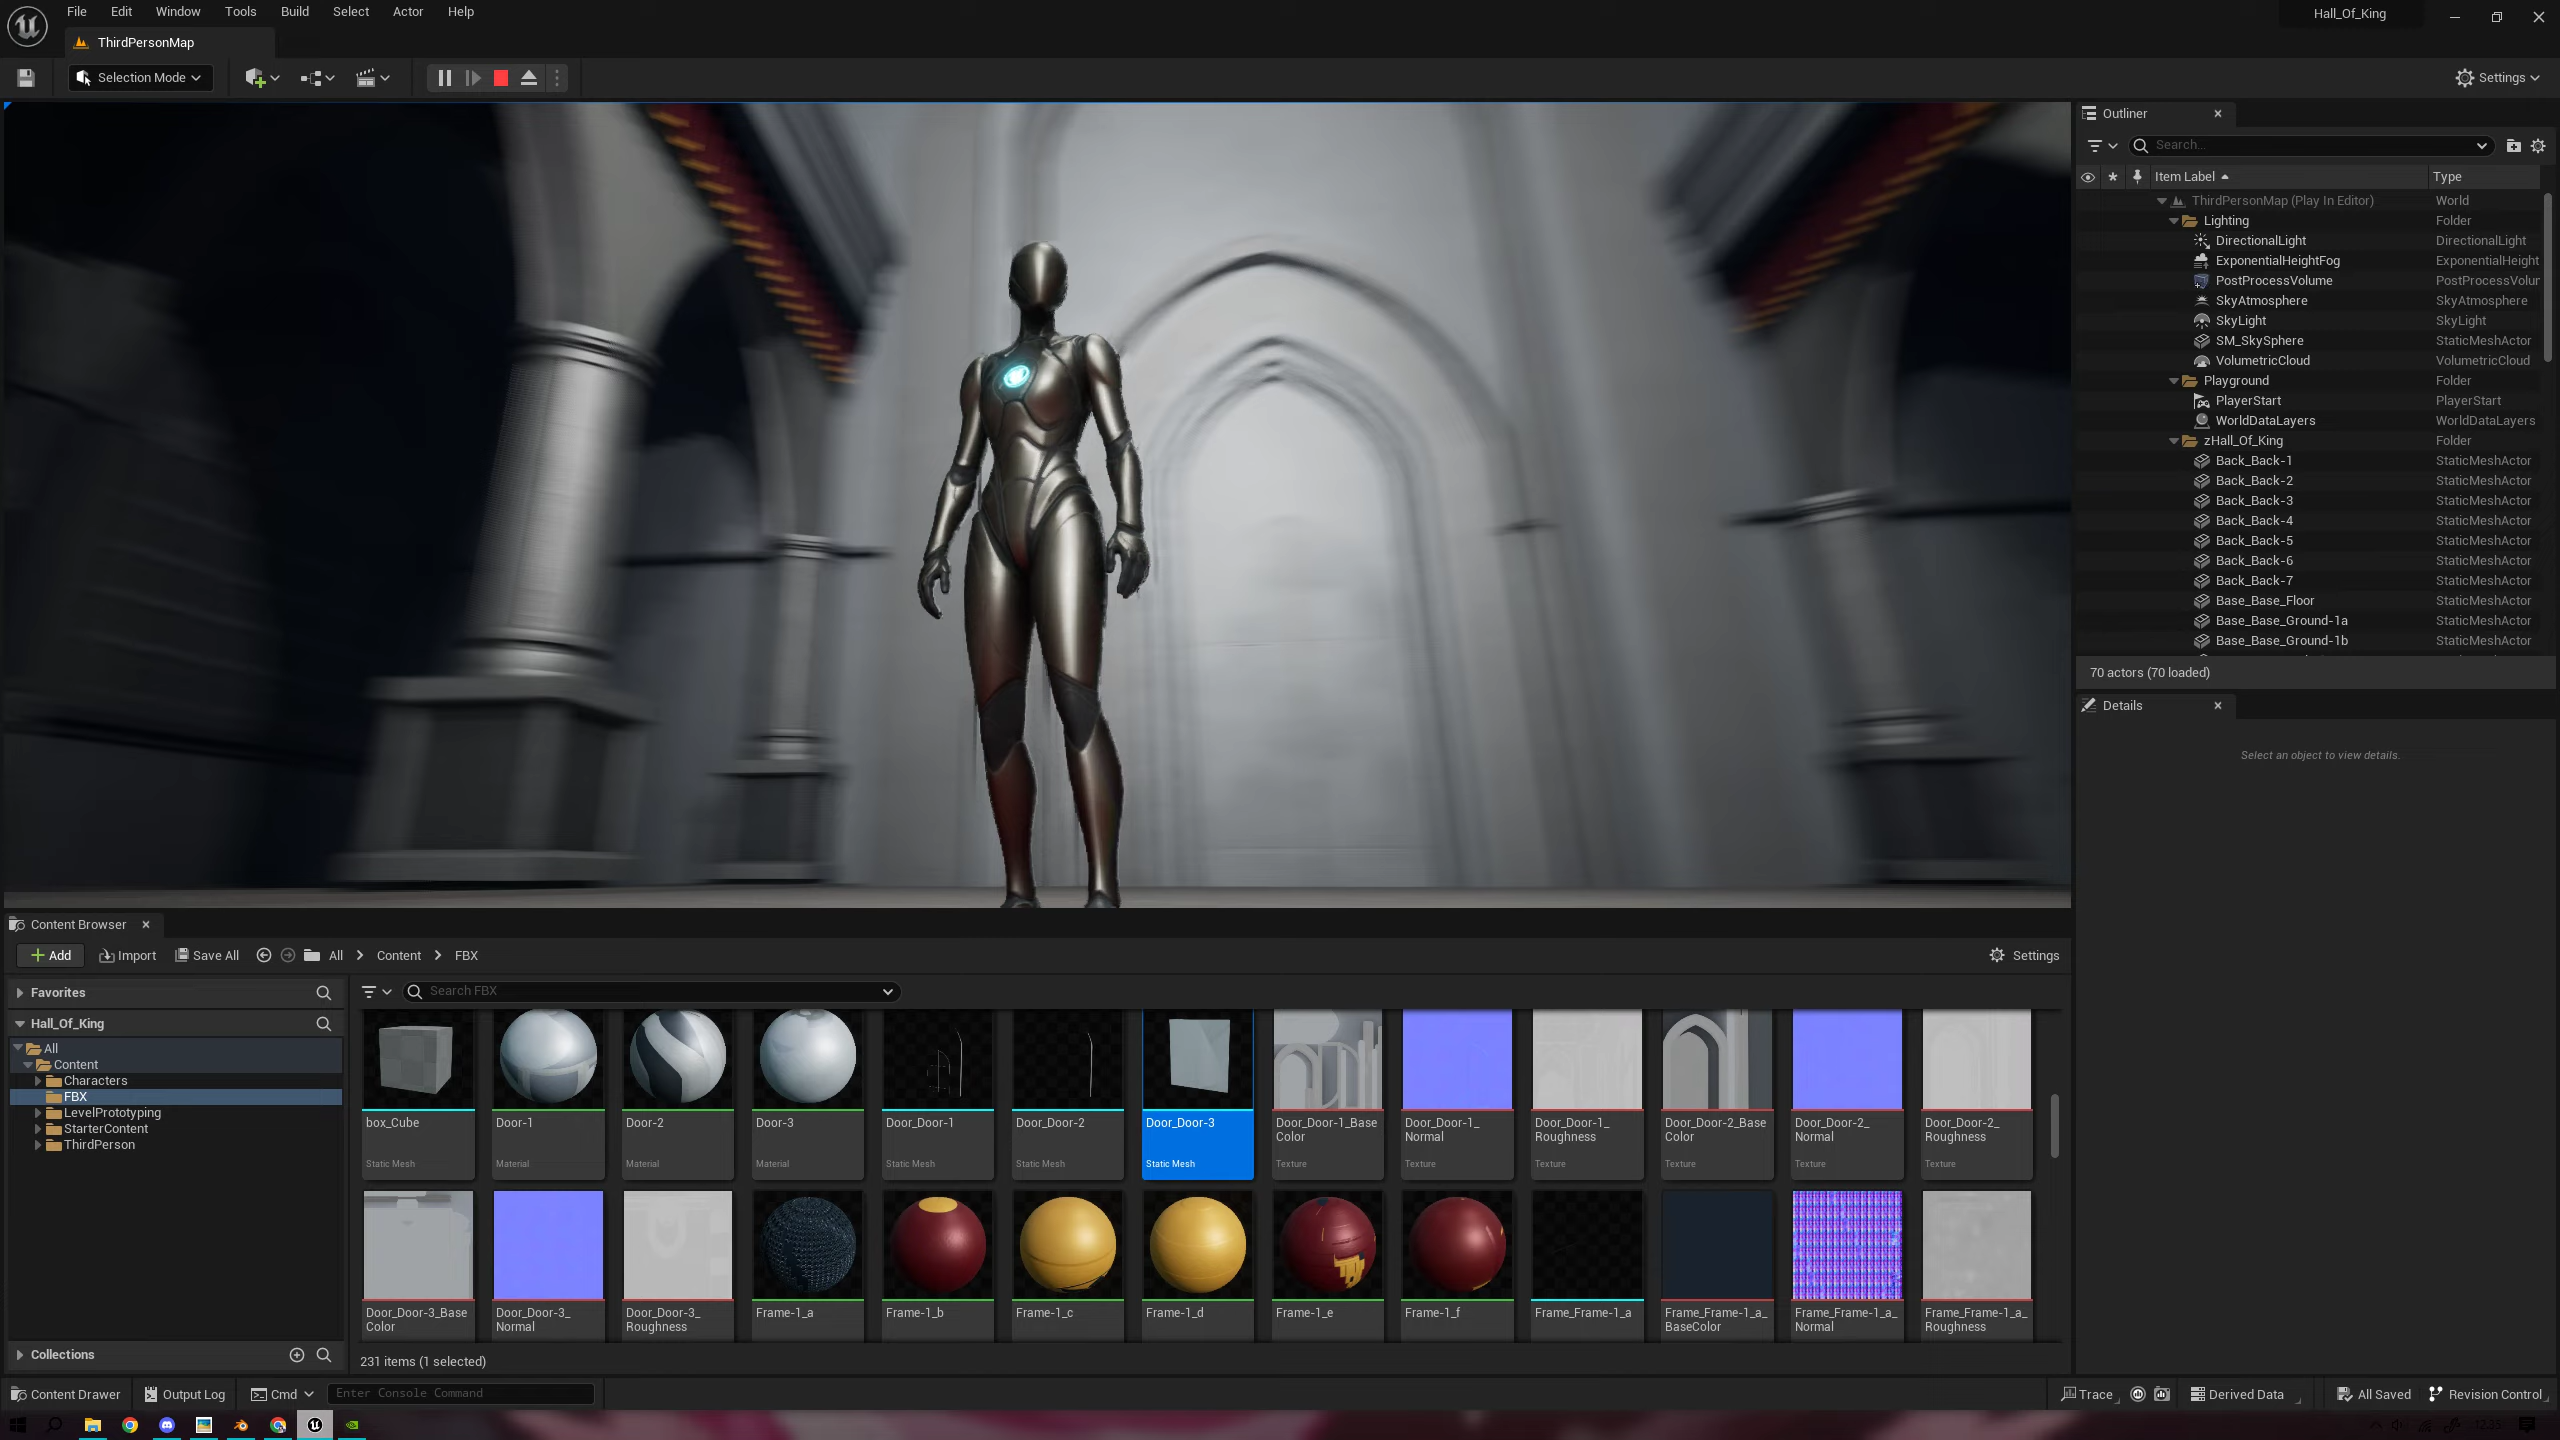 File Edit Window Tools Build Select Actor Help
Hall_Of_King
ThirdPersonMap
Selection Mode
Settings
Outliner
Search...
Item Label Type
ThirdPersonMap (Play In Editor) World
Lighting Folder
DirectionalLight DirectionalLight
ExponentialHeightFog ExponentialHeight
PostProcessVolume PostProcessVolur
SkyAtmosphere SkyAtmosphere
SkyLight SkyLight
SM_SkySphere StaticMeshActor
VolumetricCloud VolumetricCloud
Playground Folder
PlayerStart PlayerStart
WorldDataLayers WorldDataLayers
zHall_Of_King Folder
Back_Back-1 StaticMeshActor
Back_Back-2 StaticMeshActor
Back_Back-3 StaticMeshActor
Back_Back-4 StaticMeshActor
Back_Back-5 StaticMeshActor
Back_Back-6 StaticMeshActor
Back_Back-7 StaticMeshActor
Base_Base_Floor StaticMeshActor
Base_Base_Ground-1a StaticMeshActor
Base_Base_Ground-1b StaticMeshActor
70 actors (70 loaded)
Details
Select an object to view details.
Content Browser
Add Import Save All All Content FBX Settings
Favorites
Search FBX
Hall_Of_King
All
Content
Characters
FBX
LevelPrototyping
StarterContent
ThirdPerson
Collections
box_Cube
Static Mesh
Door-1
Material
Door-2
Material
Door-3
Material
Door_Door-1
Static Mesh
Door_Door-2
Static Mesh
Door_Door-3
Static Mesh
Door_Door-1_Base
Color
Texture
Door_Door-1_
Normal
Texture
Door_Door-1_
Roughness
Texture
Door_Door-2_Base
Color
Texture
Door_Door-2_
Normal
Texture
Door_Door-2_
Roughness
Texture
Door_Door-3_Base
Color
Door_Door-3_
Normal
Door_Door-3_
Roughness
Frame-1_a
Frame-1_b
Frame-1_c
Frame-1_d
Frame-1_e
Frame-1_f
Frame_Frame-1_a
Frame_Frame-1_a_
BaseColor
Frame_Frame-1_a_
Normal
Frame_Frame-1_a_
Roughness
231 items (1 selected)
Content Drawer Output Log Cmd Enter Console Command Trace Derived Data All Saved Revision Control